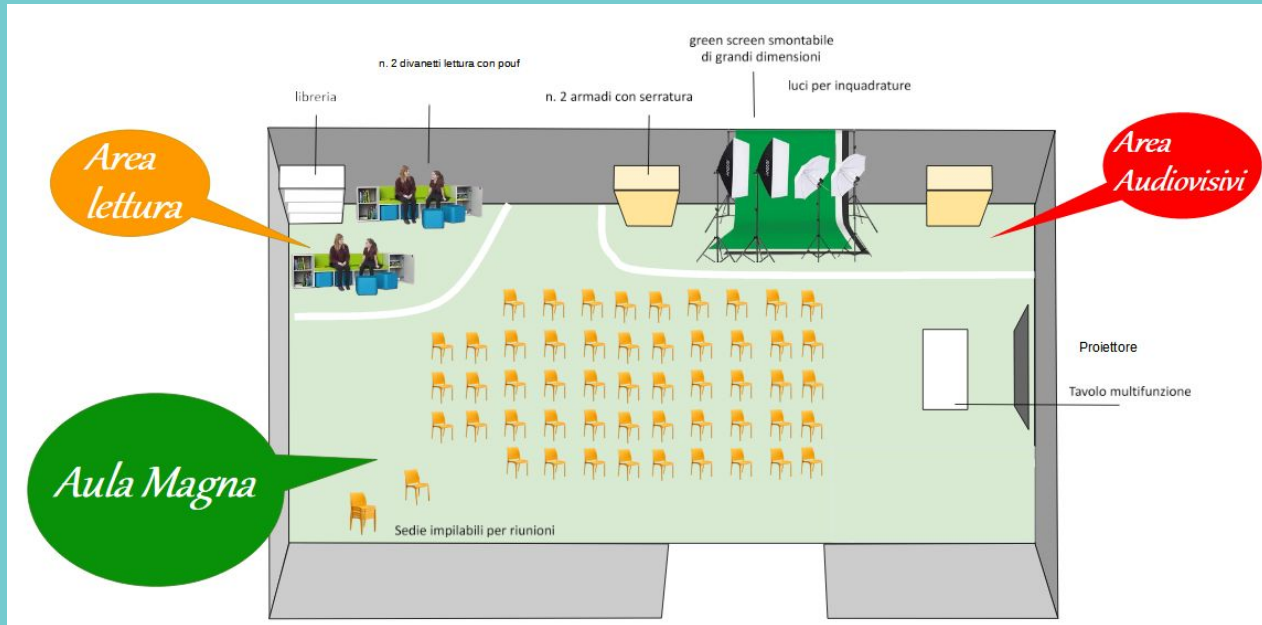 green screen smontabile
di grandi dimensioni
n. 2 divanetti lettura con pouf
luci per inquadrature
libreria
n. 2 armadi con serratura
Area
lettura
Area
Audiovisivi
Proiettore
Tavolo multifunzione
Aula Magna
Sedie impilabili per riunioni